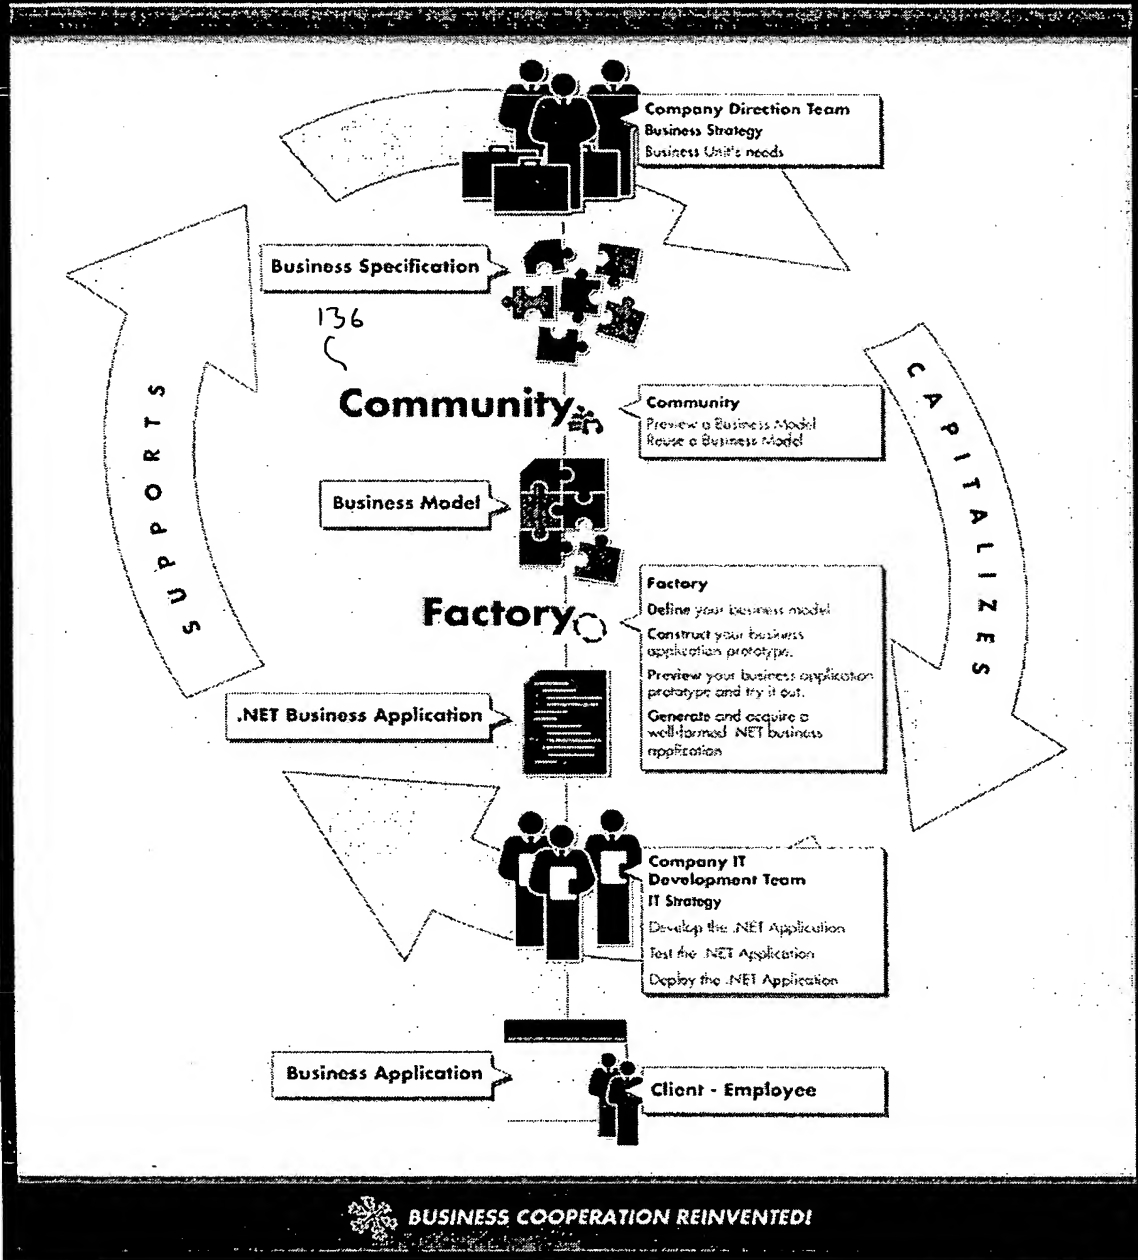 Company Direction Team
Business Strategy
Business Unit's needs
Business Specification
136
Community
Community
Preview a Business Model
Reuse a Business Model
SUPPORTS
CAPITALIZES
Business Model
Factory
Factory
Define your business model
Construct your business
application prototype.
Preview your business application
prototype and try it out.
Generate and acquire a
well-formed .NET business
application
.NET Business Application
Company IT
Development Team
IT Strategy
Develop the .NET Application
Test the .NET Application
Deploy the .NET Application
Business Application
Client - Employee
BUSINESS COOPERATION REINVENTED!